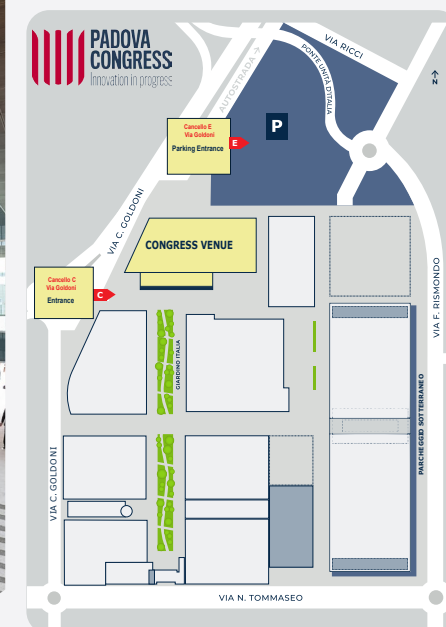 PADOVA
CONGRESS
Innovation in progress
VIA RICCI
PONTE UNITÀ D'ITALIA
AUTOSTRADA →
N
P
Cancello E
Via Goldoni
Parking Entrance
E
VIA C. GOLDONI
CONGRESS VENUE
Cancello C
Via Goldoni
Entrance
C
VIA F. RISMONDO
GIARDINO ITALIA
PARCHEGGIO SOTTERRANEO
VIA C. GOLDONI
VIA N. TOMMASEO